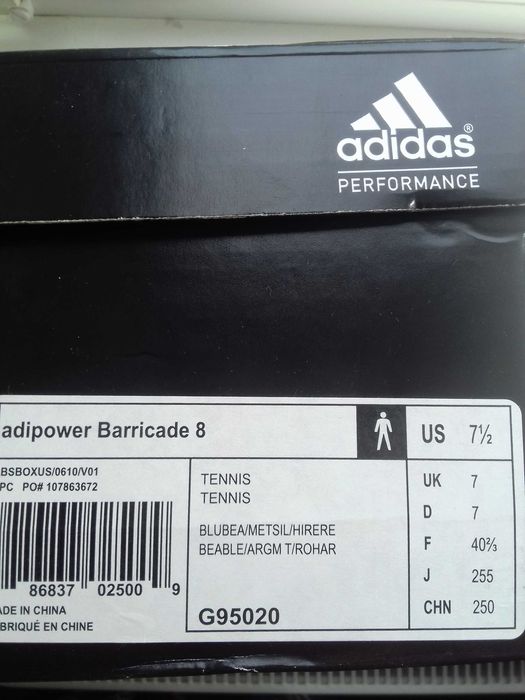 adidas®
PERFORMANCE
adipower Barricade 8
US 7½
BSBOXUS/0610/V01
PC PO# 107863672
TENNIS
TENNIS
BLUBEA/METSIL/HIRERE
BEABLE/ARGM T/ROHAR
G95020
86837 02500 9
ADE IN CHINA
BRIQUÉ EN CHINE
UK 7
D 7
F 40⅔
J 255
CHN 250